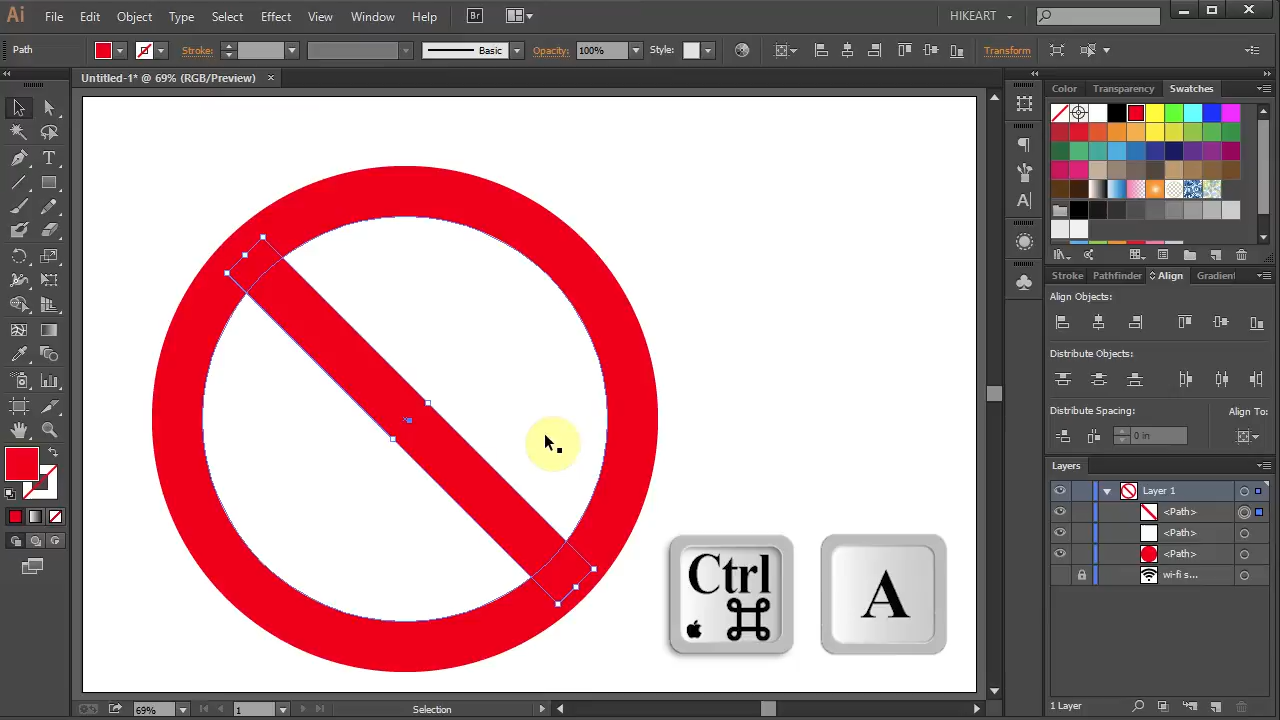 Ai File Edit Object Type Select Effect View Window Help Br HIKEART
Path Stroke: Basic Opacity: 100% Style: Transform
Untitled-1* @ 69% (RGB/Preview) ×
Color Transparency Swatches
Stroke Pathfinder Align Gradien
Align Objects:
Distribute Objects:
Distribute Spacing: Align To:
0 in
Layers
Layer 1
<Path>
<Path>
<Path>
wi-fi s...
Ctrl A
1 Layer
69% 1 Selection